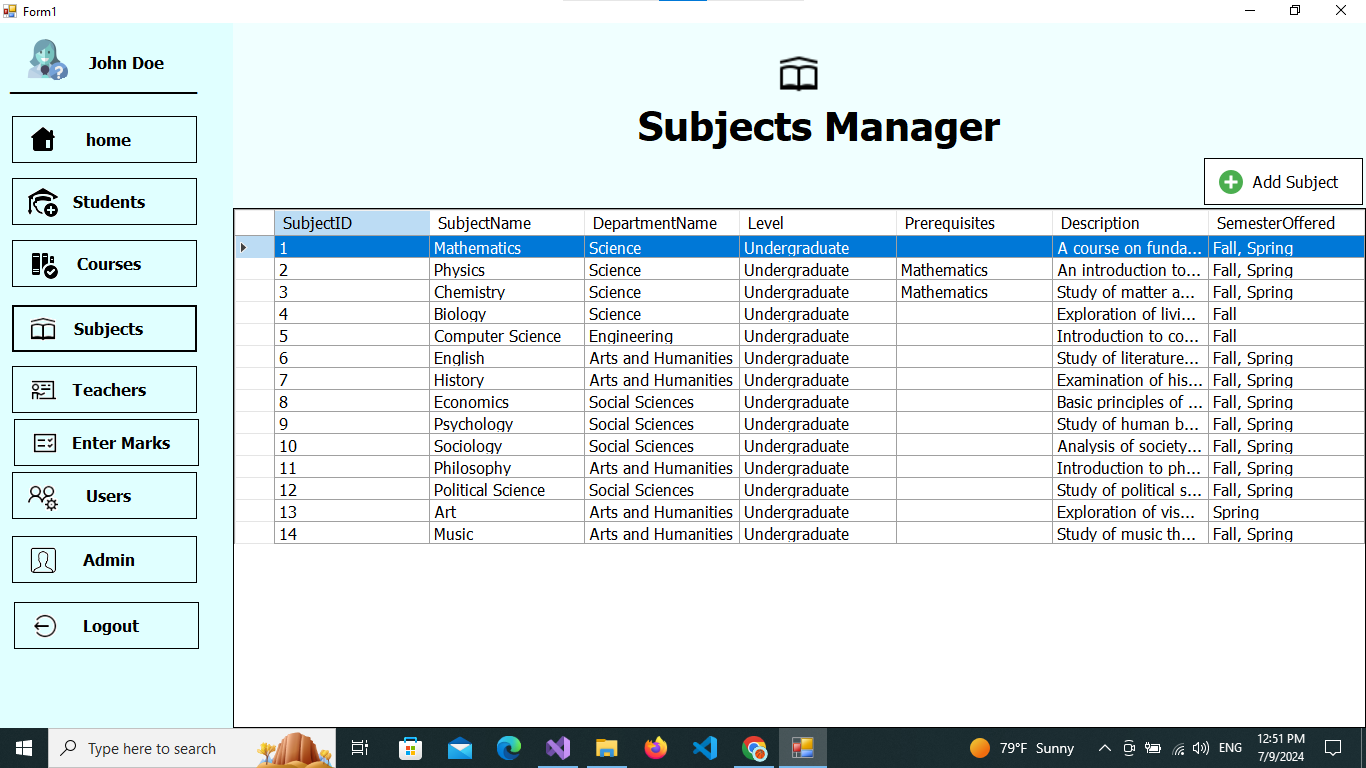 Form1
John Doe
home
Students
Courses
Subjects
Teachers
Enter Marks
Users
Admin
Logout
Subjects Manager
Add Subject
SubjectID SubjectName DepartmentName Level Prerequisites Description SemesterOffered
1 Mathematics Science Undergraduate A course on funda... Fall, Spring
2 Physics Science Undergraduate Mathematics An introduction to... Fall, Spring
3 Chemistry Science Undergraduate Mathematics Study of matter a... Fall, Spring
4 Biology Science Undergraduate Exploration of livi... Fall
5 Computer Science Engineering Undergraduate Introduction to co... Fall
6 English Arts and Humanities Undergraduate Study of literature... Fall, Spring
7 History Arts and Humanities Undergraduate Examination of his... Fall, Spring
8 Economics Social Sciences Undergraduate Basic principles of ... Fall, Spring
9 Psychology Social Sciences Undergraduate Study of human b... Fall, Spring
10 Sociology Social Sciences Undergraduate Analysis of society... Fall, Spring
11 Philosophy Arts and Humanities Undergraduate Introduction to ph... Fall, Spring
12 Political Science Social Sciences Undergraduate Study of political s... Fall, Spring
13 Art Arts and Humanities Undergraduate Exploration of vis... Spring
14 Music Arts and Humanities Undergraduate Study of music th... Fall, Spring
Type here to search
79°F Sunny
ENG
12:51 PM
7/9/2024